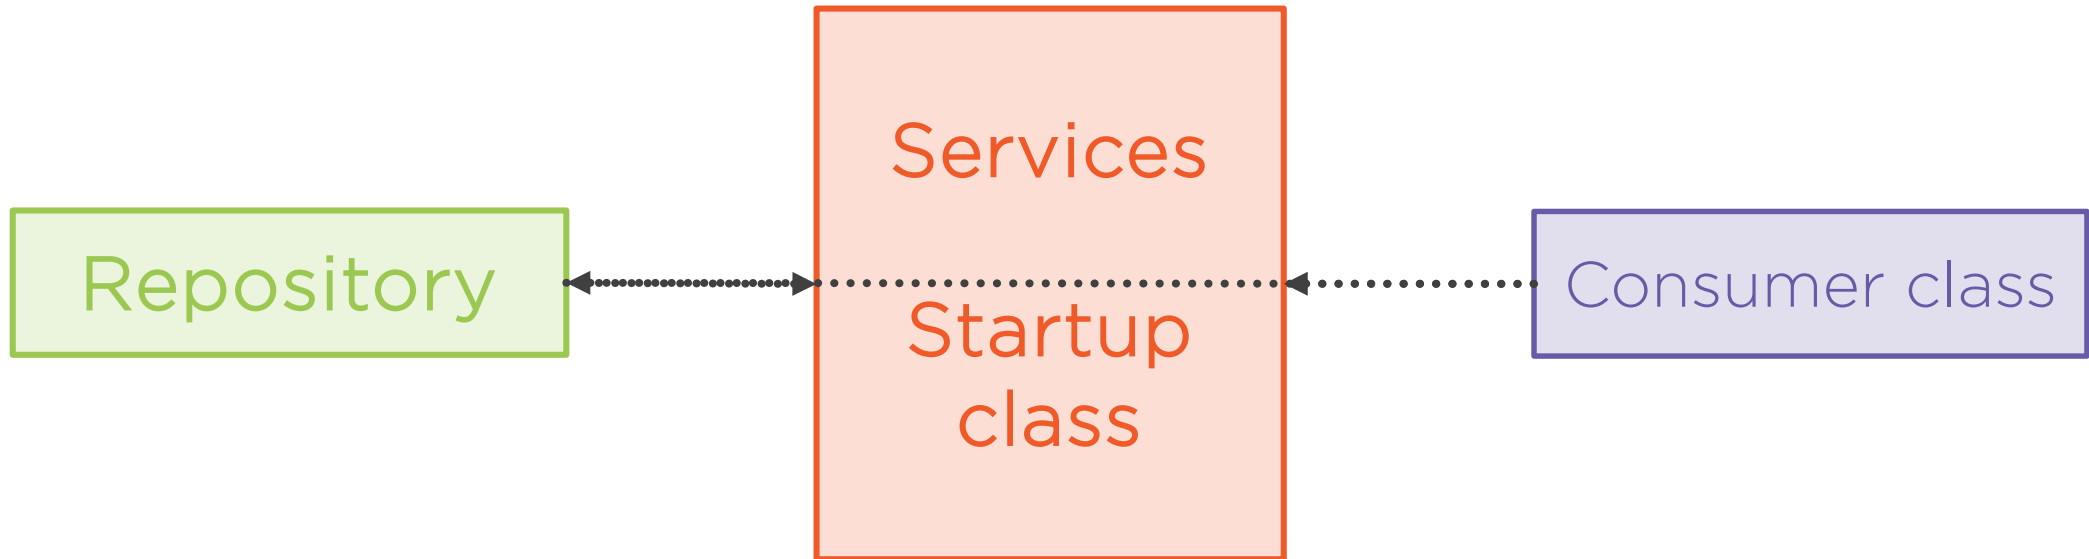 Repository
Services
Startup
class
Consumer class